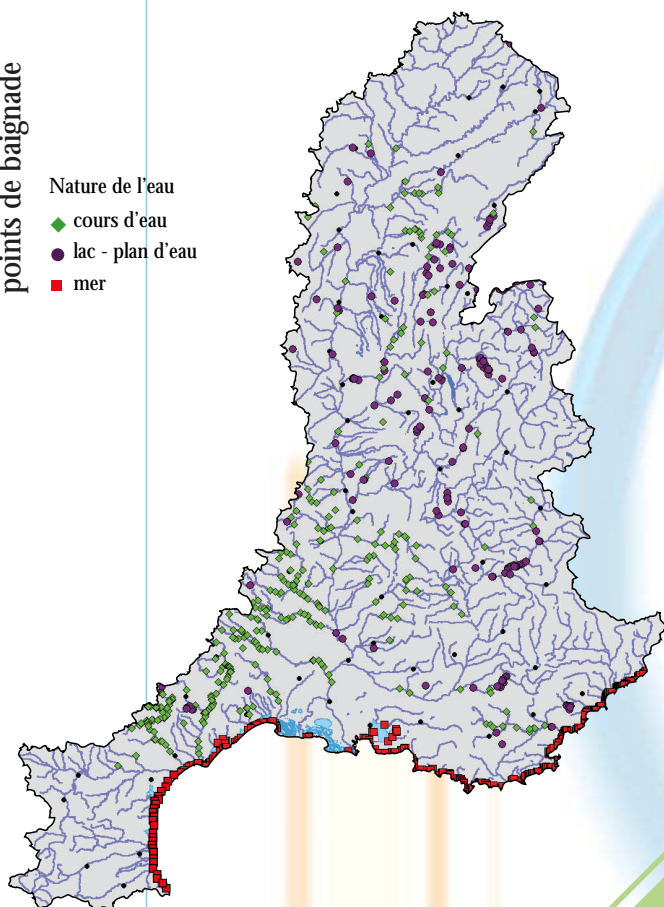 points de baignade
Nature de l'eau
cours d'eau
lac - plan d'eau
mer